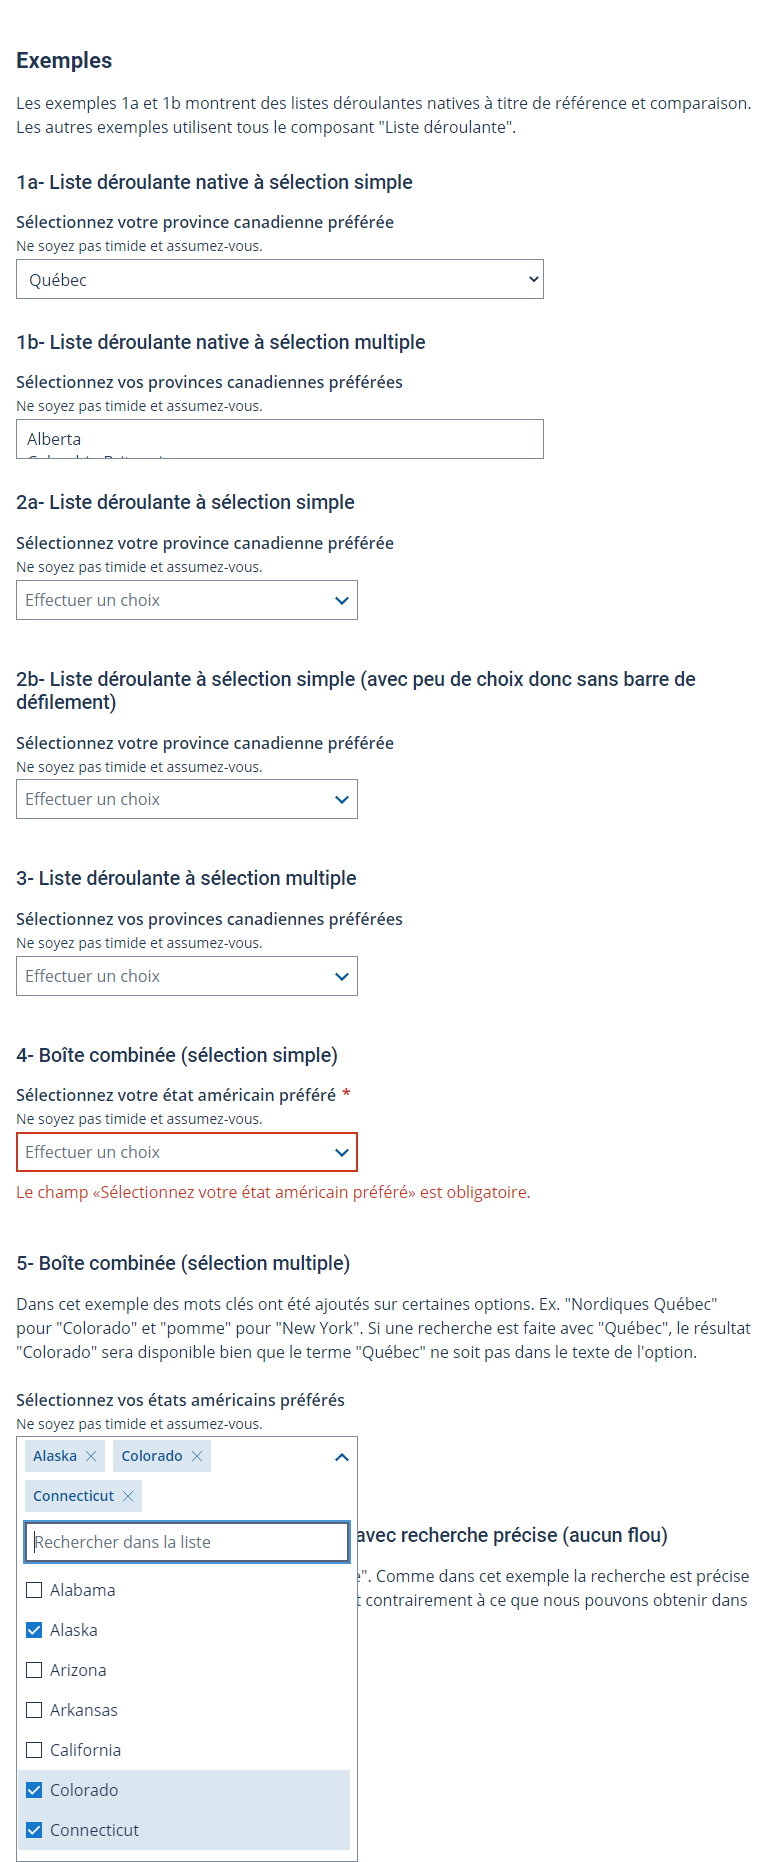 Exemples
Les exemples 1a et 1b montrent des listes déroulantes natives à titre de référence et comparaison.
Les autres exemples utilisent tous le composant "Liste déroulante".
1a- Liste déroulante native à sélection simple
Sélectionnez votre province canadienne préférée
Ne soyez pas timide et assumez-vous.
Québec
1b- Liste déroulante native à sélection multiple
Sélectionnez vos provinces canadiennes préférées
Ne soyez pas timide et assumez-vous.
Alberta
2a- Liste déroulante à sélection simple
Sélectionnez votre province canadienne préférée
Ne soyez pas timide et assumez-vous.
Effectuer un choix
2b- Liste déroulante à sélection simple (avec peu de choix donc sans barre de
défilement)
Sélectionnez votre province canadienne préférée
Ne soyez pas timide et assumez-vous.
Effectuer un choix
3- Liste déroulante à sélection multiple
Sélectionnez vos provinces canadiennes préférées
Ne soyez pas timide et assumez-vous.
Effectuer un choix
4- Boîte combinée (sélection simple)
Sélectionnez votre état américain préféré *
Ne soyez pas timide et assumez-vous.
Effectuer un choix
Le champ «Sélectionnez votre état américain préféré» est obligatoire.
5- Boîte combinée (sélection multiple)
Dans cet exemple des mots clés ont été ajoutés sur certaines options. Ex. "Nordiques Québec"
pour "Colorado" et "pomme" pour "New York". Si une recherche est faite avec "Québec", le résultat
"Colorado" sera disponible bien que le terme "Québec" ne soit pas dans le texte de l'option.
Sélectionnez vos états américains préférés
Ne soyez pas timide et assumez-vous.
Alaska Colorado
Connecticut
avec recherche précise (aucun flou)
Rechercher dans la liste
e". Comme dans cet exemple la recherche est précise
Alabama
t contrairement à ce que nous pouvons obtenir dans
Alaska
Arizona
Arkansas
California
Colorado
Connecticut